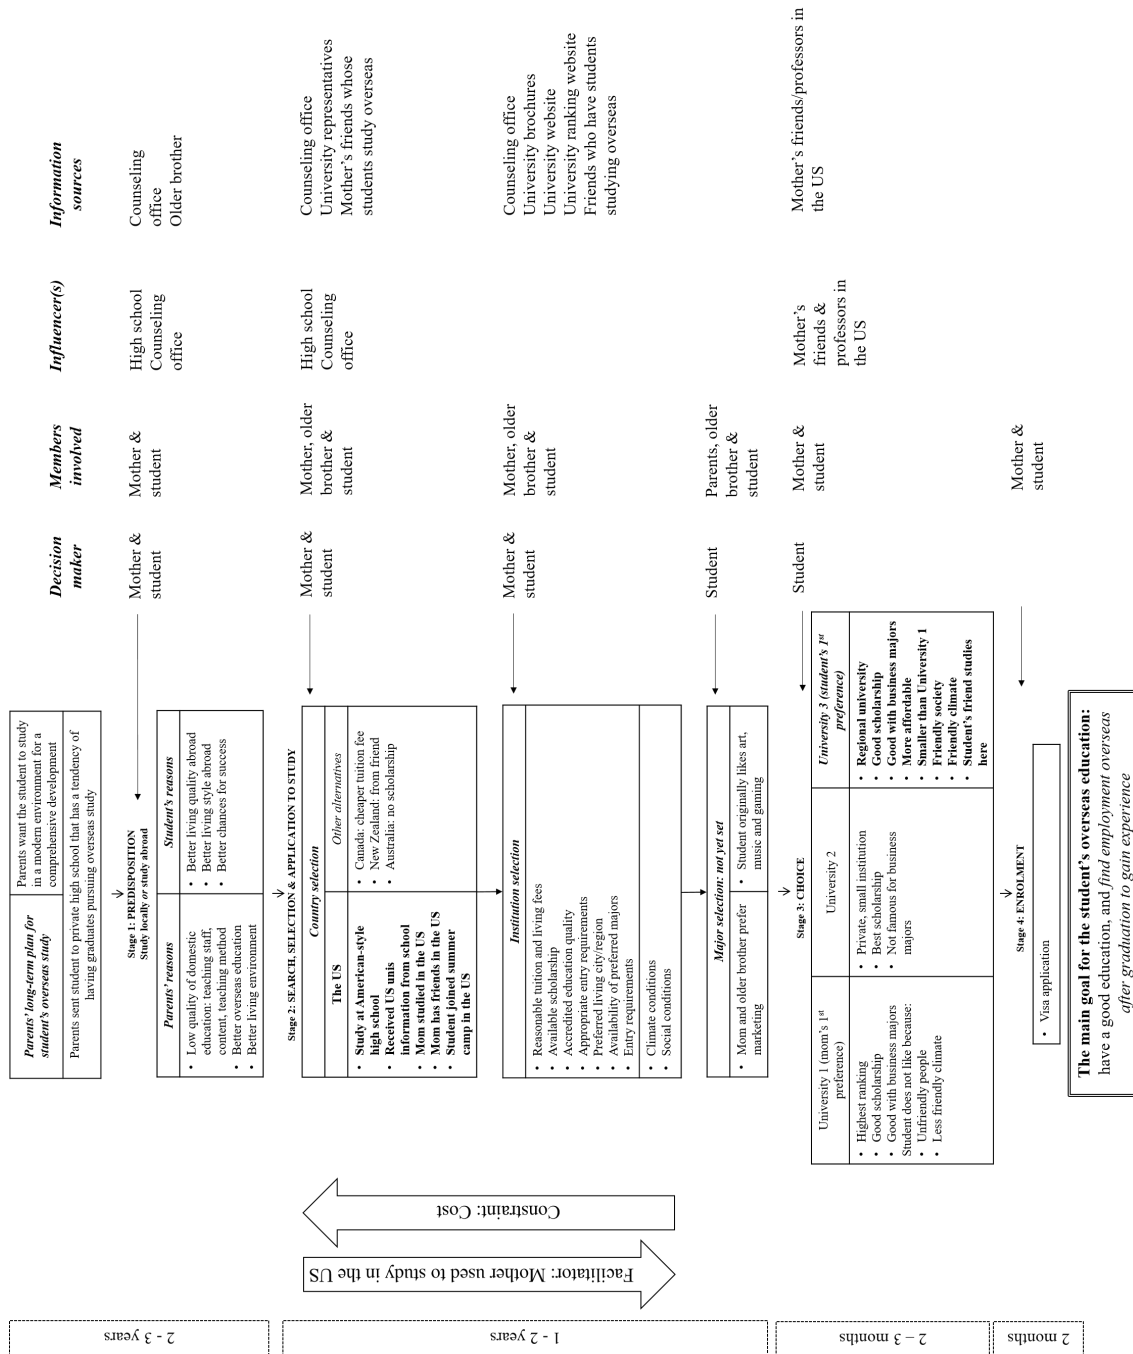 Parents' long-term plan for
student's overseas study
Parents want the student to study
in a modern environment for a
comprehensive development
Parents sent student to private high school that has a tendency of
having graduates pursuing overseas study
Decision
maker
Members
involved
Influencer(s)
Information
sources
Stage 1: PREDISPOSITION
Study locally or study abroad
Parents' reasons
Student's reasons
• Low quality of domestic
education: teaching staff,
content, teaching method
• Better overseas education
• Better living environment
• Better living quality abroad
• Better living style abroad
• Better chances for success
Mother &
student
Mother &
student
High school
Counseling
office
Counseling
office
Older brother
Stage 2: SEARCH, SELECTION & APPLICATION TO STUDY
Country selection
The US
Other alternatives
• Study at American-style
high school
• Received US unis
information from school
• Mom studied in the US
• Mom has friends in the US
• Student joined summer
camp in the US
• Canada: cheaper tuition fee
• New Zealand: from friend
• Australia: no scholarship
Mother &
student
Mother, older
brother &
student
High school
Counseling
office
Counseling office
University representatives
Mother's friends whose
students study overseas
Institution selection
• Reasonable tuition and living fees
• Available scholarship
• Accredited education quality
• Appropriate entry requirements
• Preferred living city/region
• Availability of preferred majors
• Entry requirements
• Climate conditions
• Social conditions
Mother &
student
Mother, older
brother &
student
Counseling office
University brochures
University website
University ranking website
Friends who have students
studying overseas
Major selection: not yet set
• Mom and older brother prefer
marketing
• Student originally likes art,
music and gaming
Student
Parents, older
brother &
student
Stage 3: CHOICE
University 1 (mom's 1st
preference)
University 2
University 3 (student's 1st
preference)
• Highest ranking
• Good scholarship
• Good with business majors
Student does not like because:
• Unfriendly people
• Less friendly climate
• Private, small institution
• Best scholarship
• Not famous for business
majors
• Regional university
• Good scholarship
• Good with business majors
• More affordable
• Smaller than University 1
• Friendly society
• Friendly climate
• Student's friend studies
here
Student
Mother &
student
Mother's
friends &
professors in
the US
Mother's friends/professors in
the US
Stage 4: ENROLMENT
• Visa application
Mother &
student
The main goal for the student's overseas education:
have a good education, and find employment overseas
after graduation to gain experience
Constraint: Cost
Facilitator: Mother used to study in the US
2 - 3 years
1 - 2 years
2 – 3 months
2 months